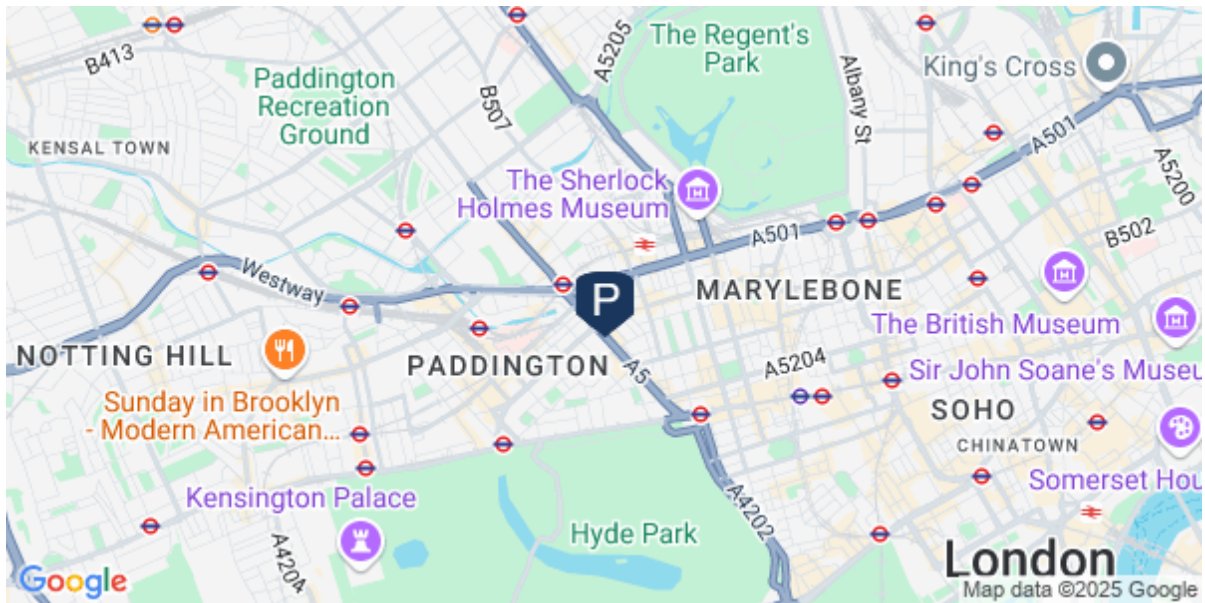 B413
A5205
The Regent's
Park
King's Cross
Albany St
Paddington
Recreation
Ground
B507
A501
KENSAL TOWN
A5200
The Sherlock
Holmes Museum
A501
B502
Westway
P
MARYLEBONE
The British Museum
NOTTING HILL
PADDINGTON
A5
A5204
Sir John Soane's Museu
Sunday in Brooklyn
- Modern American...
SOHO
CHINATOWN
Kensington Palace
A4202
Somerset Hou
Hyde Park
A4204
London
Google
Map data ©2025 Google